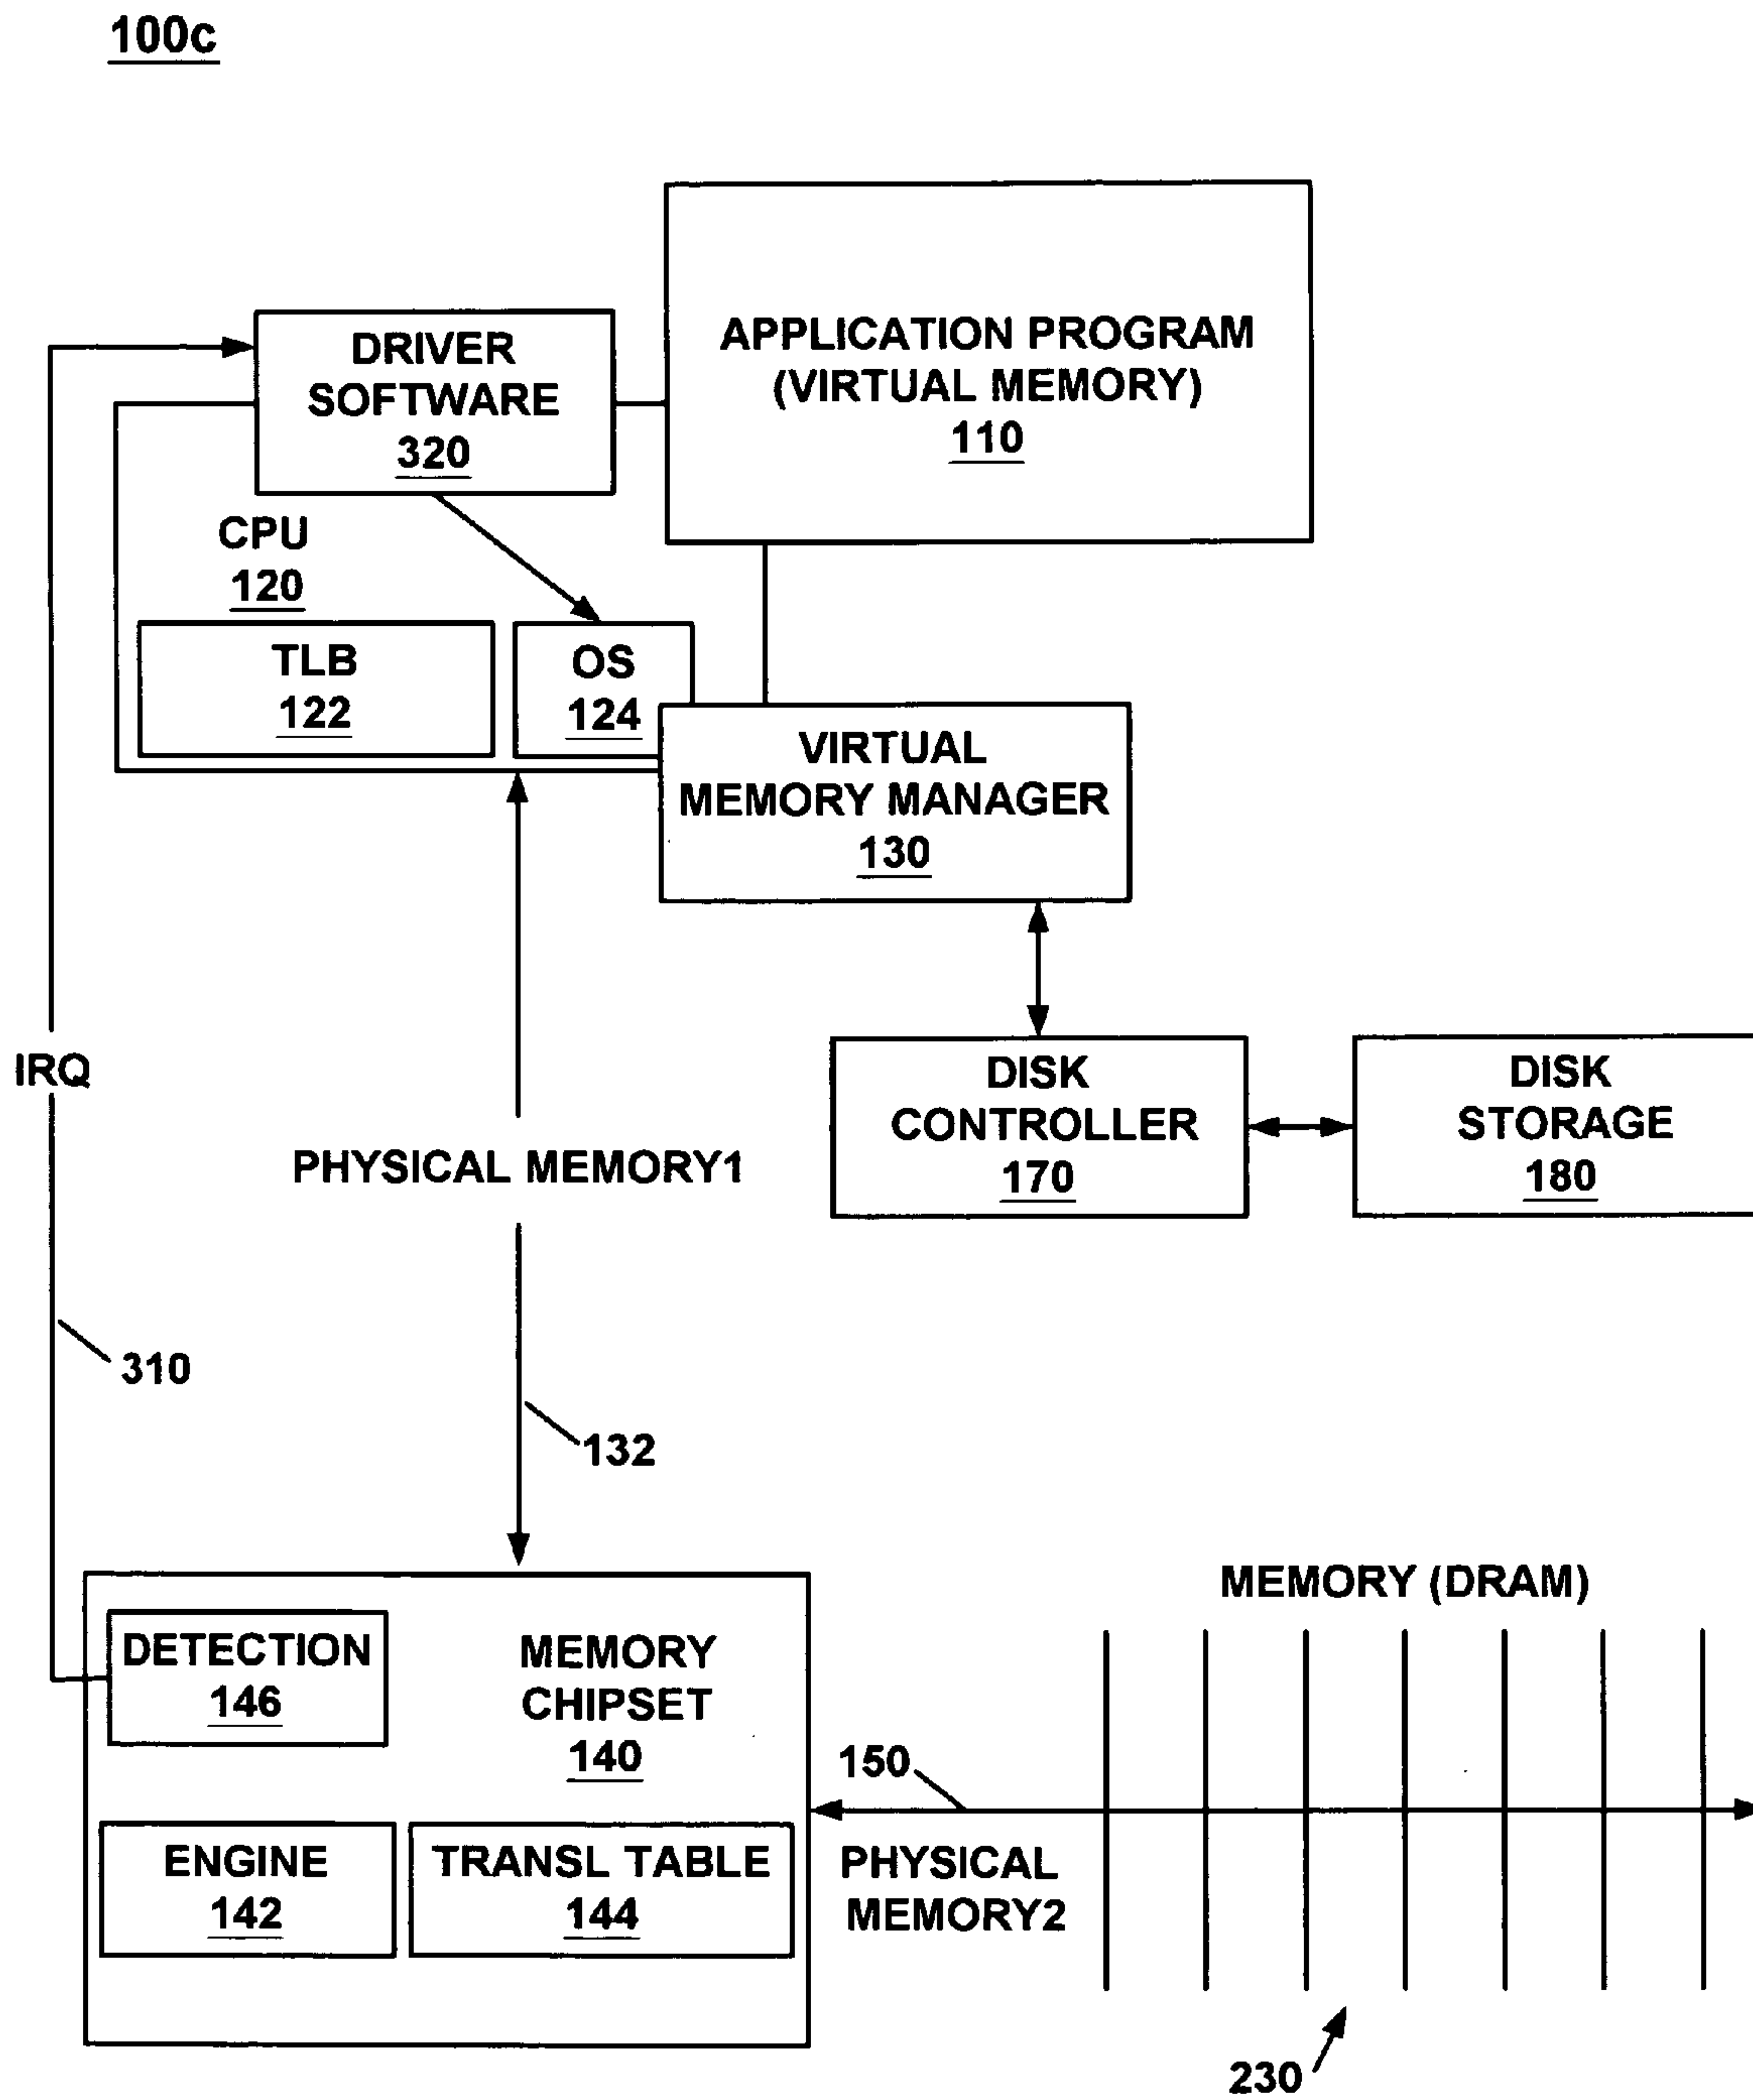 100c
APPLICATION PROGRAM
(VIRTUAL MEMORY)
110
DRIVER
SOFTWARE
320
CPU
120
TLB
122
OS
124
VIRTUAL
MEMORY MANAGER
130
IRQ
PHYSICAL MEMORY1
DISK
CONTROLLER
170
DISK
STORAGE
180
310
132
DETECTION
146
MEMORY
CHIPSET
140
ENGINE
142
TRANSL TABLE
144
MEMORY (DRAM)
150
PHYSICAL
MEMORY2
230